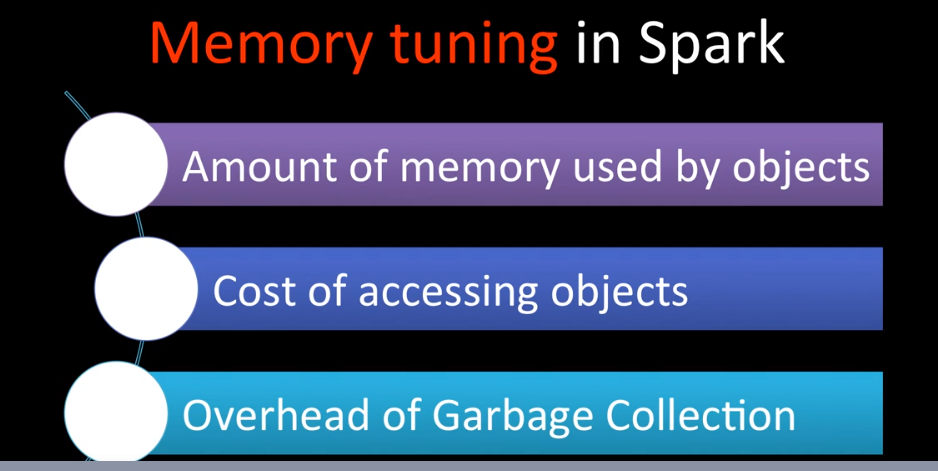 Memory tuning in Spark
Amount of memory used by objects
Cost of accessing objects
Overhead of Garbage Collection